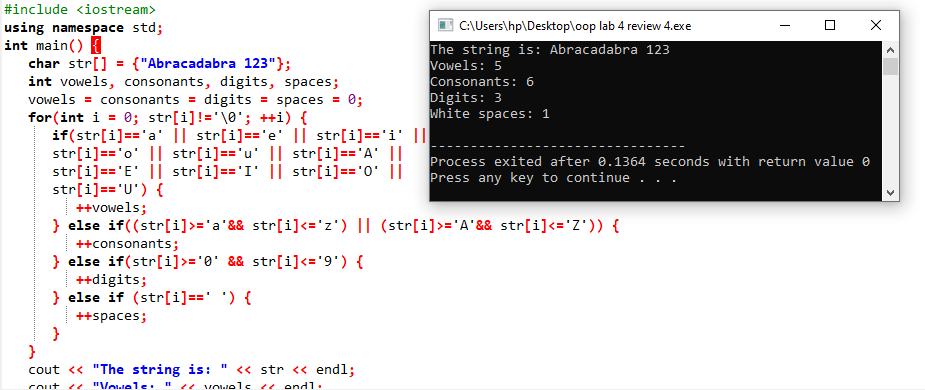 #include <iostream>
using namespace std;
int main() {
char str[] = {"Abracadabra 123"};
int vowels, consonants, digits, spaces;
vowels = consonants = digits = spaces = 0;
for(int i = 0; str[i]!='\0'; ++i) {
if(str[i]=='a' || str[i]=='e' || str[i]=='i' ||
str[i]=='o' || str[i]=='u' || str[i]=='A' ||
str[i]=='E' || str[i]=='I' || str[i]=='O' ||
str[i]=='U') {
++vowels;
} else if((str[i]>='a'&& str[i]<='z') || (str[i]>='A'&& str[i]<='Z')) {
++consonants;
} else if(str[i]>='0' && str[i]<='9') {
++digits;
} else if (str[i]==' ') {
++spaces;
}
}
cout << "The string is: " << str << endl;
cout << "Vowels: " << vowels << endl;
C:\Users\hp\Desktop\oop lab 4 review 4.exe
The string is: Abracadabra 123
Vowels: 5
Consonants: 6
Digits: 3
White spaces: 1
--------------------------------
Process exited after 0.1364 seconds with return value 0
Press any key to continue . . .